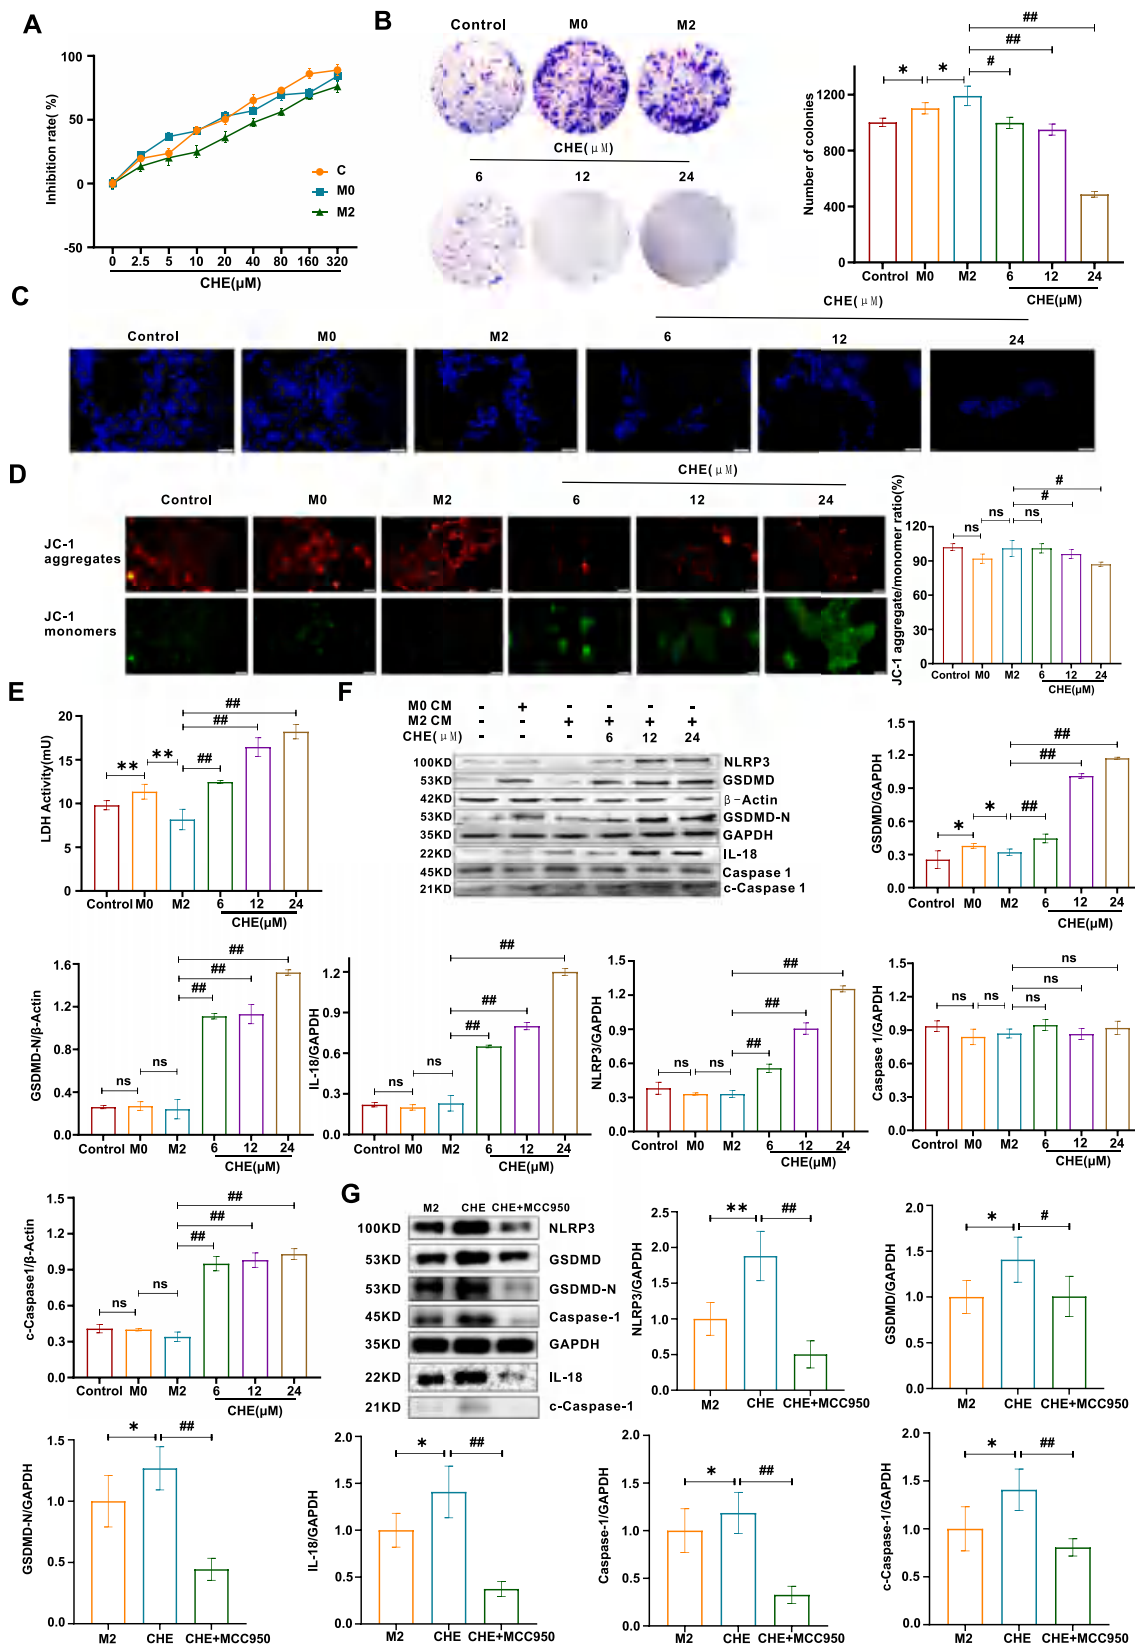 A
Inhibition rate( %)
100
50
0
-50
C
M0
M2
0 2.5 5 10 20 40 80 160 320
CHE(μM)
B
Control M0 M2
CHE(μM)
6 12 24
Number of colonies
1200
800
400
0
* * # ## ##
Control M0 M2 6 12 24
CHE(μM)
C
CHE(μM)
Control M0 M2 6 12 24
D
CHE(μM)
Control M0 M2 6 12 24
JC-1
aggregates
JC-1
monomers
JC-1 aggregate/monomer ratio(%)
120
90
60
30
0
ns ns ns # #
Control M0 M2 6 12 24
CHE(μM)
E
LDH Activity(mU)
20
15
10
5
0
** ** ## ## ##
Control M0 M2 6 12 24
CHE(μM)
F
M0 CM - + - - - -
M2 CM - - + + + +
CHE(μM) - - - 6 12 24
100KD NLRP3
53KD GSDMD
42KD β-Actin
53KD GSDMD-N
35KD GAPDH
22KD IL-18
45KD Caspase 1
21KD c-Caspase 1
GSDMD/GAPDH
1.5
1.2
0.9
0.6
0.3
0.0
* * ## ## ##
Control M0 M2 6 12 24
CHE(μM)
GSDMD-N/β-Actin
1.6
1.2
0.8
0.4
0.0
ns ns ## ## ##
Control M0 M2 6 12 24
CHE(μM)
IL-18/GAPDH
1.2
0.9
0.6
0.3
0.0
ns ns ## ## ##
Control M0 M2 6 12 24
CHE(μM)
NLRP3/GAPDH
1.5
1.2
0.9
0.6
0.3
0.0
ns ns ## ## ##
Control M0 M2 6 12 24
CHE(μM)
Caspase 1/GAPDH
1.5
1.2
0.9
0.6
0.3
0.0
ns ns ns ns ns
Control M0 M2 6 12 24
CHE(μM)
c-Caspase1/β-Actin
1.5
1.2
0.9
0.6
0.3
0.0
ns ns ## ## ##
Control M0 M2 6 12 24
CHE(μM)
G
M2 CHE CHE+MCC950
100KD NLRP3
53KD GSDMD
53KD GSDMD-N
45KD Caspase-1
35KD GAPDH
22KD IL-18
21KD c-Caspase-1
NLRP3/GAPDH
2.5
2.0
1.5
1.0
0.5
0.0
** ##
M2 CHE CHE+MCC950
GSDMD/GAPDH
2.0
1.5
1.0
0.5
0.0
* #
M2 CHE CHE+MCC950
GSDMD-N/GAPDH
1.5
1.0
0.5
0.0
* ##
M2 CHE CHE+MCC950
IL-18/GAPDH
2.0
1.5
1.0
0.5
0.0
* ##
M2 CHE CHE+MCC950
Caspase-1/GAPDH
2.0
1.5
1.0
0.5
0.0
* ##
M2 CHE CHE+MCC950
c-Caspase-1/GAPDH
2.0
1.5
1.0
0.5
0.0
* ##
M2 CHE CHE+MCC950